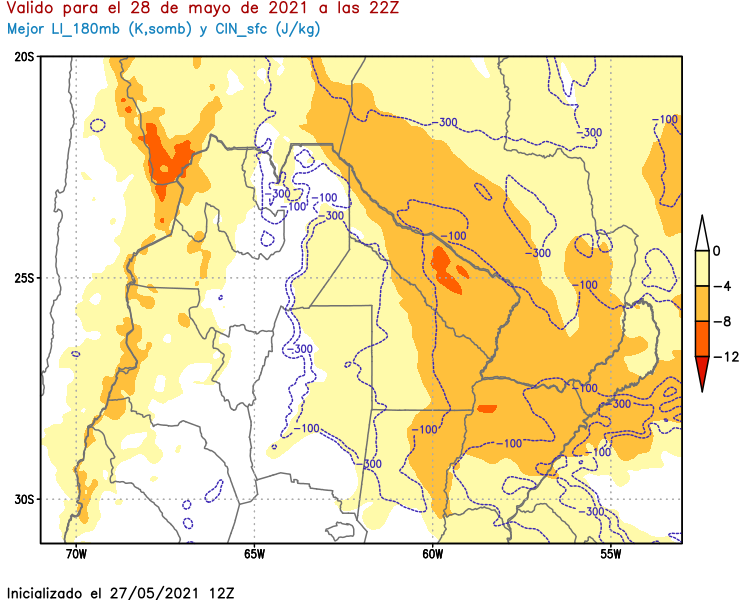 Valido para el 28 de mayo de 2021 a las 22Z
Mejor LI_180mb (K,somb) y CIN_sfc (J/kg)
20S
-300
-100
-300
-300
-100
-100
-300
-100
-300
25S
-100
0
-4
-8
-12
-300
-100
-300
-100
-100
-100
-100
-300
30S
-300
70W
65W
60W
55W
Inicializado el 27/05/2021 12Z